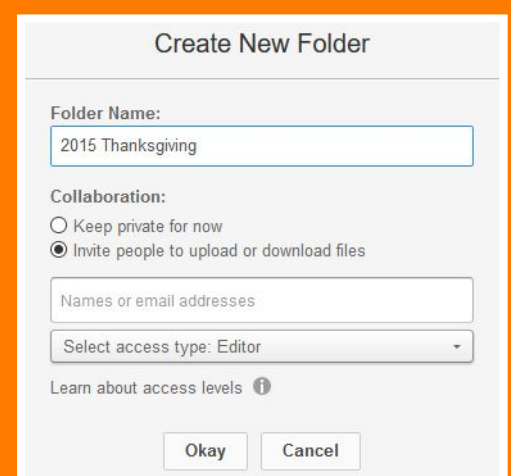 Create New Folder
Folder Name:
2015 Thanksgiving
Collaboration:
Keep private for now
Invite people to upload or download files
Names or email addresses
Select access type: Editor
Learn about access levels
Okay Cancel